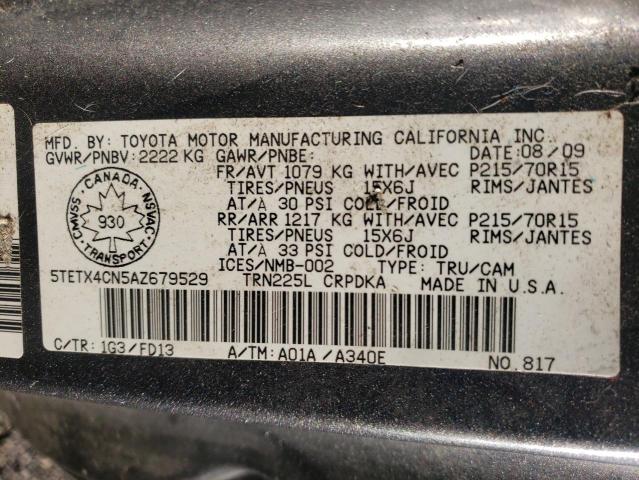 MFD. BY: TOYOTA MOTOR MANUFACTURING CALIFORNIA INC.
GVWR/PNBV: 2222 KG GAWR/PNBE: DATE: 08/09
FR/AVT 1079 KG WITH/AVEC P215/70R15
TIRES/PNEUS 15X6J RIMS/JANTES
AT/À 30 PSI COLD/FROID
RR/ARR 1217 KG WITH/AVEC P215/70R15
TIRES/PNEUS 15X6J RIMS/JANTES
AT/À 33 PSI COLD/FROID
ICES/NMB-002 TYPE: TRU/CAM
CANADA
CMVSS 930 NSVAC
TRANSPORT
5TETX4CN5AZ679529 TRN225L CRPDKA MADE IN U.S.A.
C/TR: 1G3/FD13 A/TM: A01A/A340E NO. 817